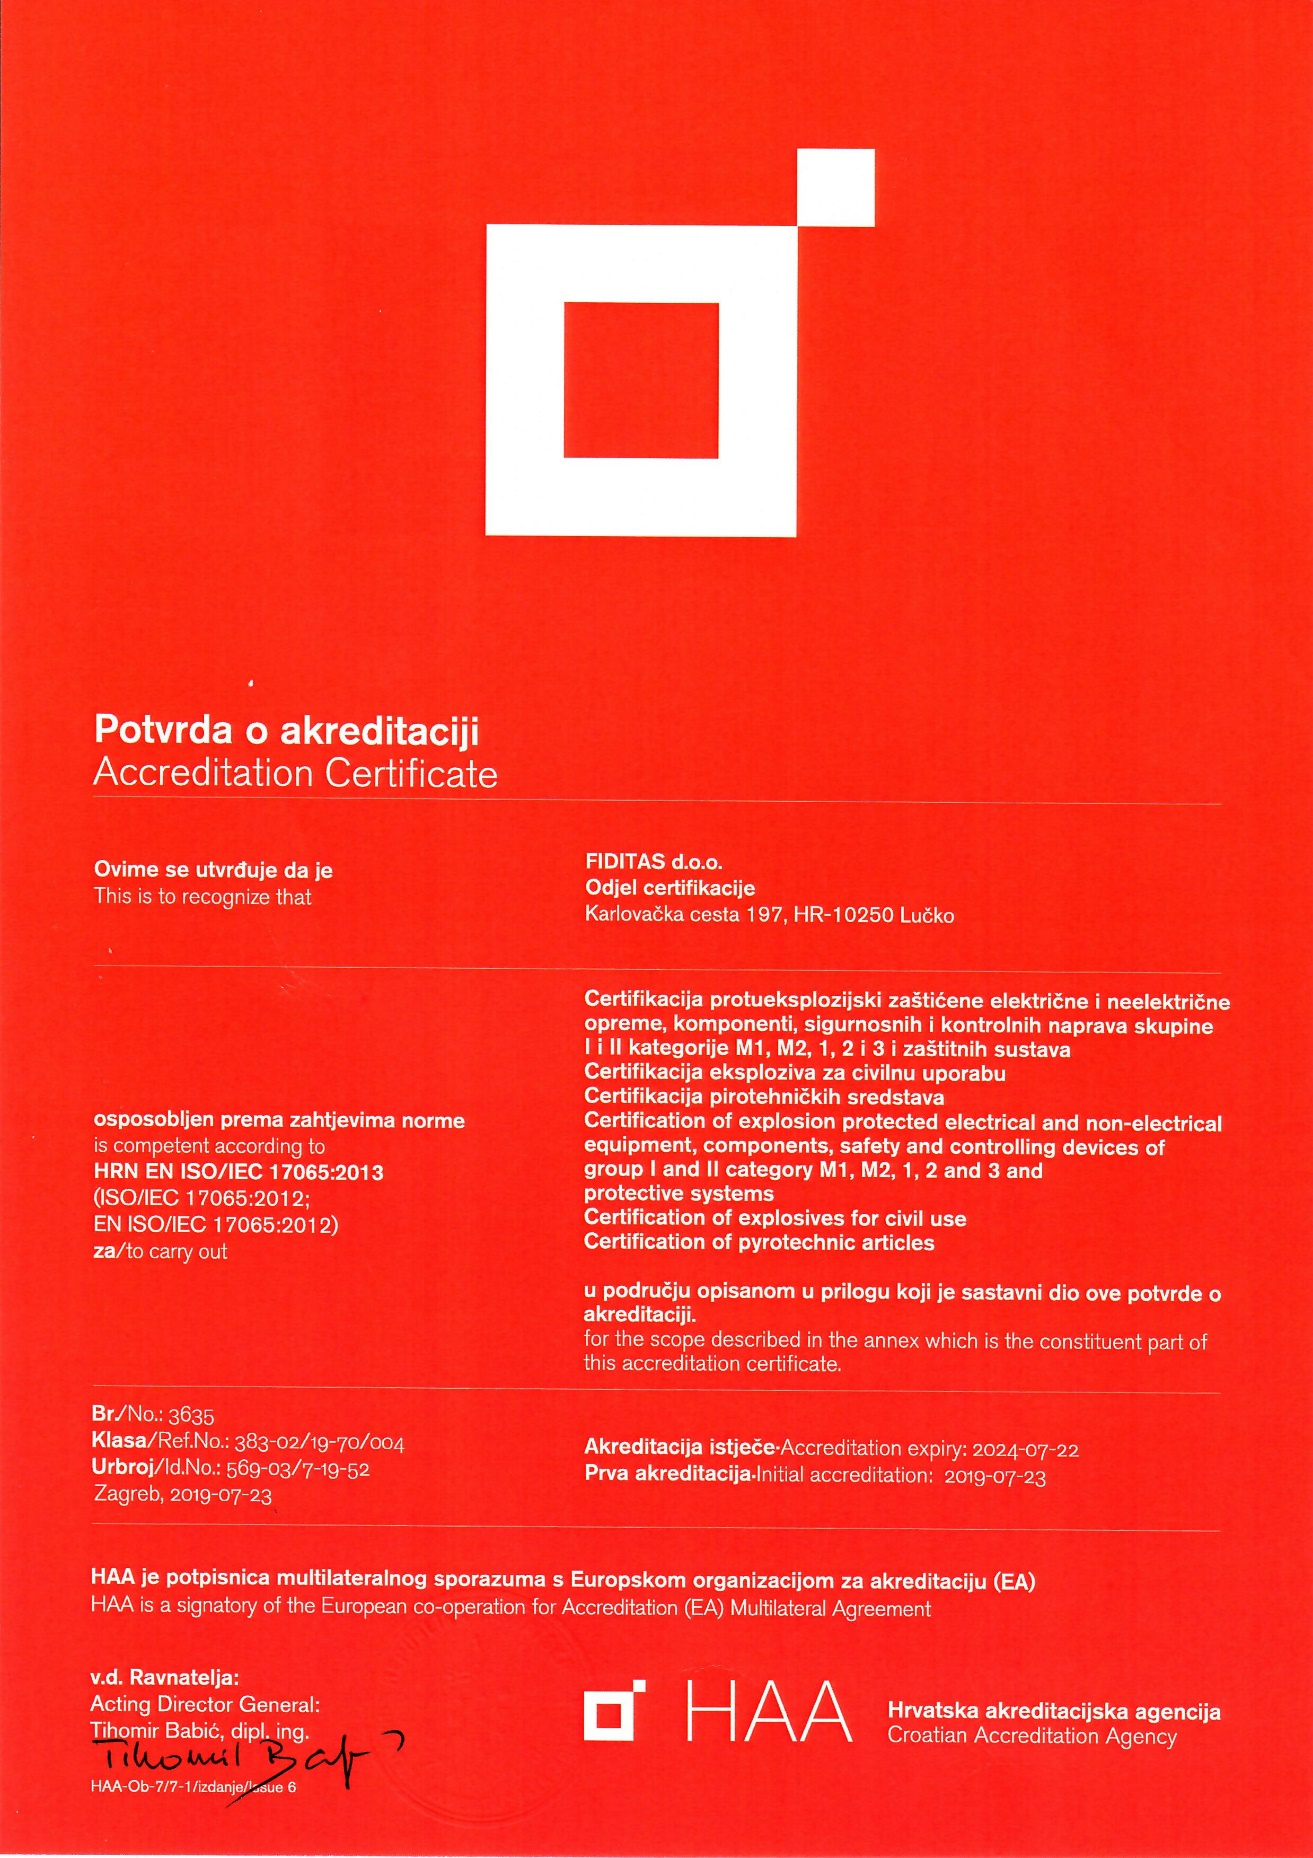 Potvrda o akreditaciji
Accreditation Certificate
Ovime se utvrđuje da je
This is to recognize that
FIDITAS d.o.o.
Odjel certifikacije
Karlovačka cesta 197, HR-10250 Lučko
osposobljen prema zahtjevima norme
is competent according to
HRN EN ISO/IEC 17065:2013
(ISO/IEC 17065:2012;
EN ISO/IEC 17065:2012)
za/to carry out
Certifikacija protueksplozijski zaštićene električne i neelektrične
opreme, komponenti, sigurnosnih i kontrolnih naprava skupine
I i II kategorije M1, M2, 1, 2 i 3 i zaštitnih sustava
Certifikacija eksploziva za civilnu uporabu
Certifikacija pirotehničkih sredstava
Certification of explosion protected electrical and non-electrical
equipment, components, safety and controlling devices of
group I and II category M1, M2, 1, 2 and 3 and
protective systems
Certification of explosives for civil use
Certification of pyrotechnic articles
u području opisanom u prilogu koji je sastavni dio ove potvrde o
akreditaciji.
for the scope described in the annex which is the constituent part of
this accreditation certificate.
Br./No.: 3635
Klasa/Ref.No.: 383-02/19-70/004
Urbroj/Id.No.: 569-03/7-19-52
Zagreb, 2019-07-23
Akreditacija istječe·Accreditation expiry: 2024-07-22
Prva akreditacija·Initial accreditation: 2019-07-23
HAA je potpisnica multilateralnog sporazuma s Europskom organizacijom za akreditaciju (EA)
HAA is a signatory of the European co-operation for Accreditation (EA) Multilateral Agreement
v.d. Ravnatelja:
Acting Director General:
Tihomir Babić, dipl. ing.
HAA-Ob-7/7-1/izdanje/Issue 6
HAA
Hrvatska akreditacijska agencija
Croatian Accreditation Agency